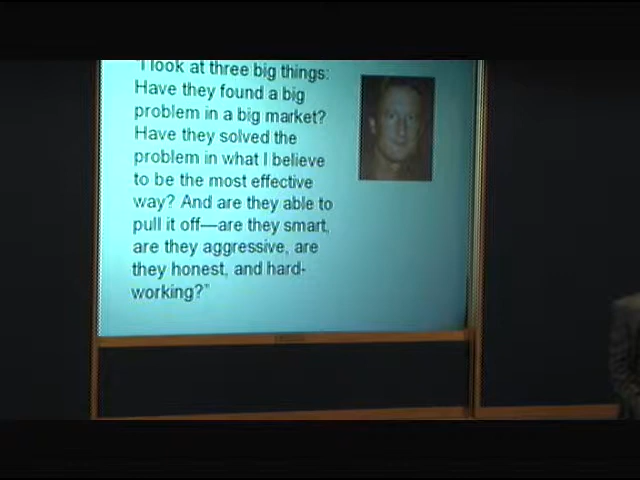 "I look at three big things:
Have they found a big
problem in a big market?
Have they solved the
problem in what I believe
to be the most effective
way? And are they able to
pull it off—are they smart,
are they aggressive, are
they honest, and hard-
working?"